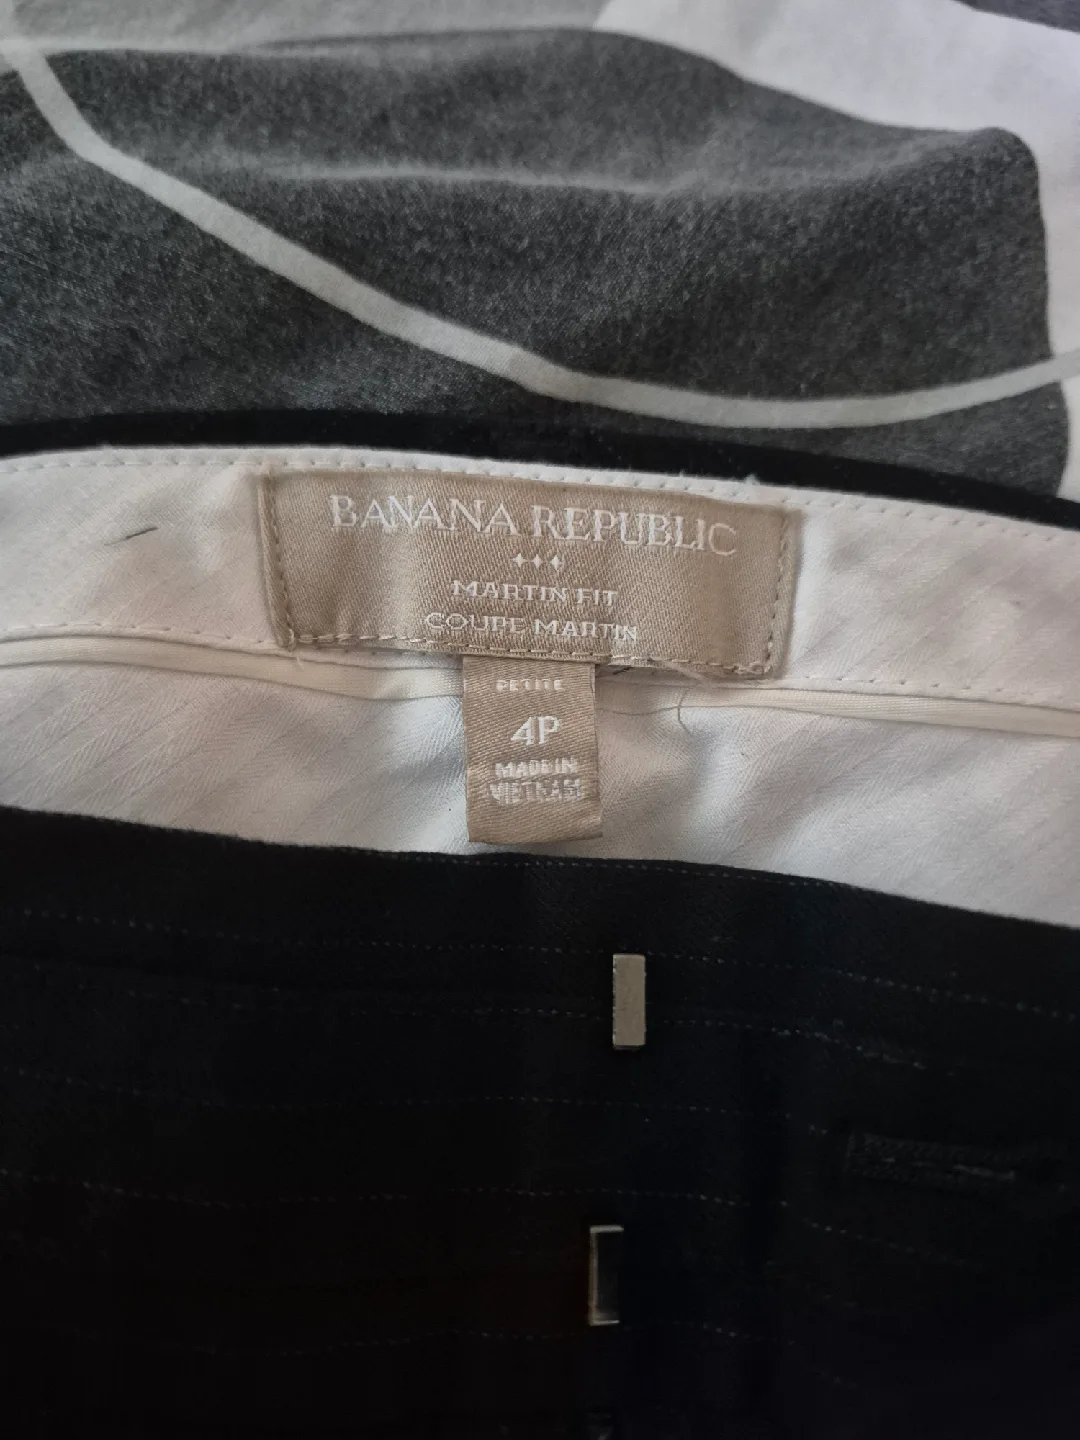 BANANA REPUBLIC
MARTIN FIT
COUPE MARTIN
PETITE
4P
MADE IN
VIETNAM